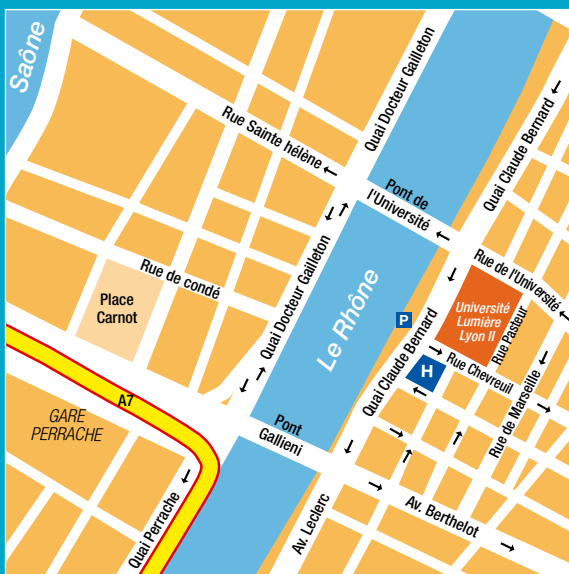 Saône
Quai Docteur Gailleton
Quai Claude Bernard
Rue Sainte hélène
Pont de
l'Université
Rue de l'Université
Quai Docteur Gailleton
Rue de condé
Place
Carnot
Le Rhône
P
Université
Lumière
Lyon II
Rue Pasteur
Quai Claude Bernard
H
Rue Chevreuil
Rue de Marseille
A7
GARE
PERRACHE
Pont
Gallieni
Quai Perrache
Av. Leclerc
Av. Berthelot